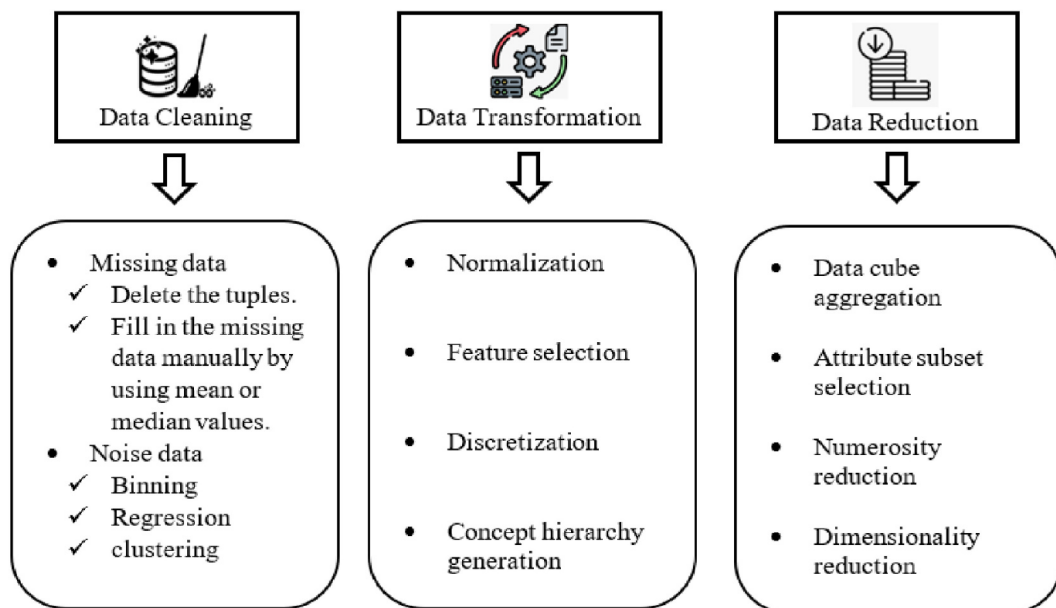 Data Cleaning
Data Transformation
Data Reduction
• Missing data
✓ Delete the tuples.
✓ Fill in the missing
data manually by
using mean or
median values.
• Noise data
✓ Binning
✓ Regression
✓ clustering
• Normalization
• Feature selection
• Discretization
• Concept hierarchy
generation
• Data cube
aggregation
• Attribute subset
selection
• Numerosity
reduction
• Dimensionality
reduction